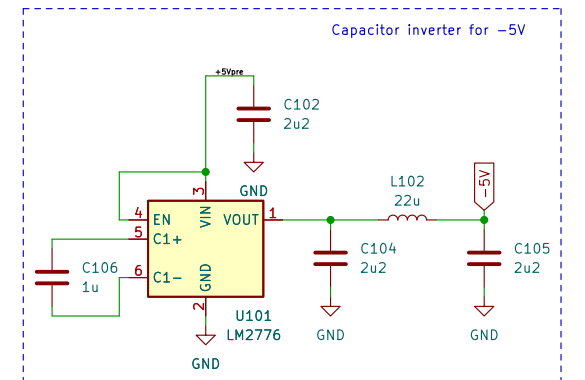 Capacitor inverter for -5V
+5Vpre
C102
2u2
GND
3
VIN
4
EN
VOUT
1
5
C1+
6
C1-
GND
2
C106
1u
U101
LM2776
GND
L102
22u
-5V
C104
2u2
GND
C105
2u2
GND